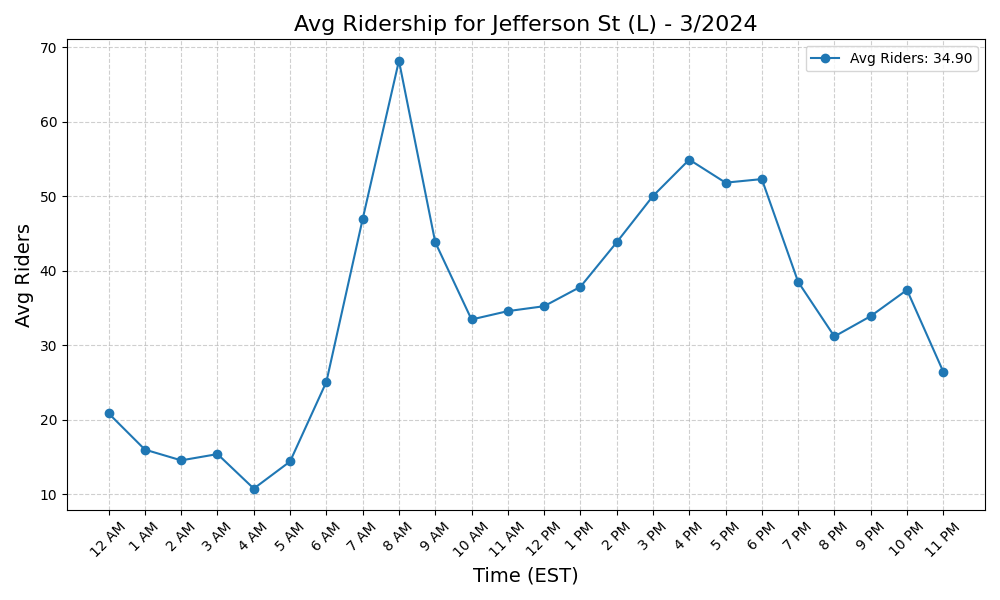 Avg Ridership for Jefferson St (L) - 3/2024
Avg Riders: 34.90
Avg Riders
70
60
50
40
30
20
10
12 AM
1 AM
2 AM
3 AM
4 AM
5 AM
6 AM
7 AM
8 AM
9 AM
10 AM
11 AM
12 PM
1 PM
2 PM
3 PM
4 PM
5 PM
6 PM
7 PM
8 PM
9 PM
10 PM
11 PM
Time (EST)